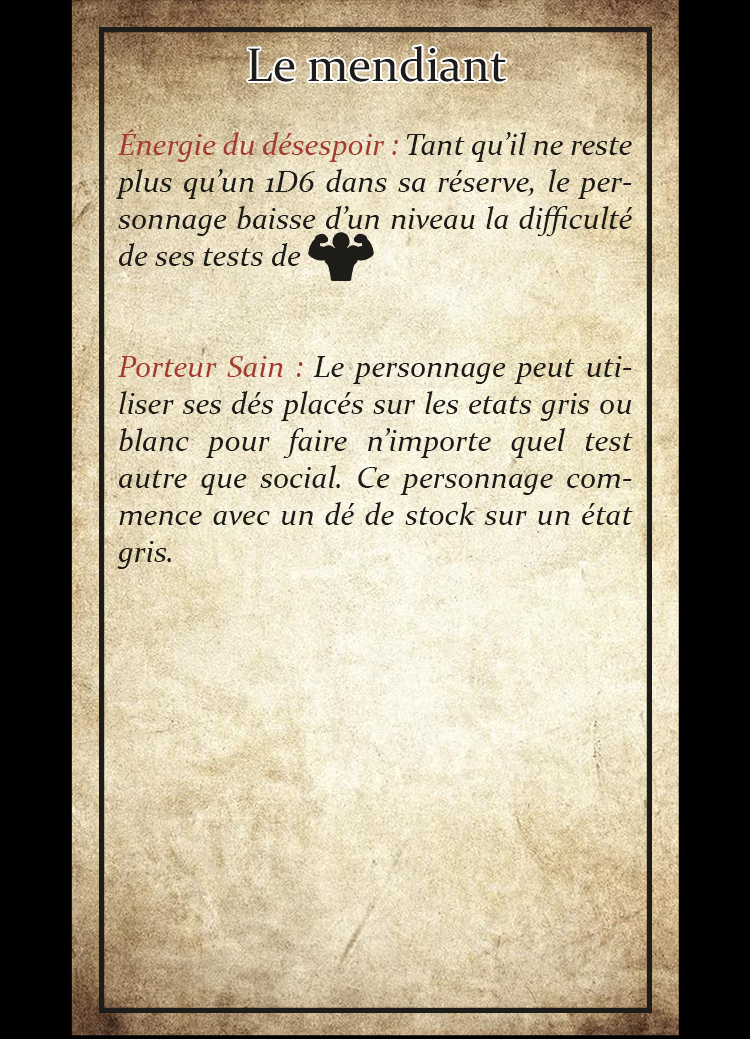 Le mendiant
Énergie du désespoir : Tant qu’il ne reste
plus qu’un 1D6 dans sa réserve, le per-
sonnage baisse d’un niveau la difficulté
de ses tests de
Porteur Sain : Le personnage peut uti-
liser ses dés placés sur les etats gris ou
blanc pour faire n’importe quel test
autre que social. Ce personnage com-
mence avec un dé de stock sur un état
gris.